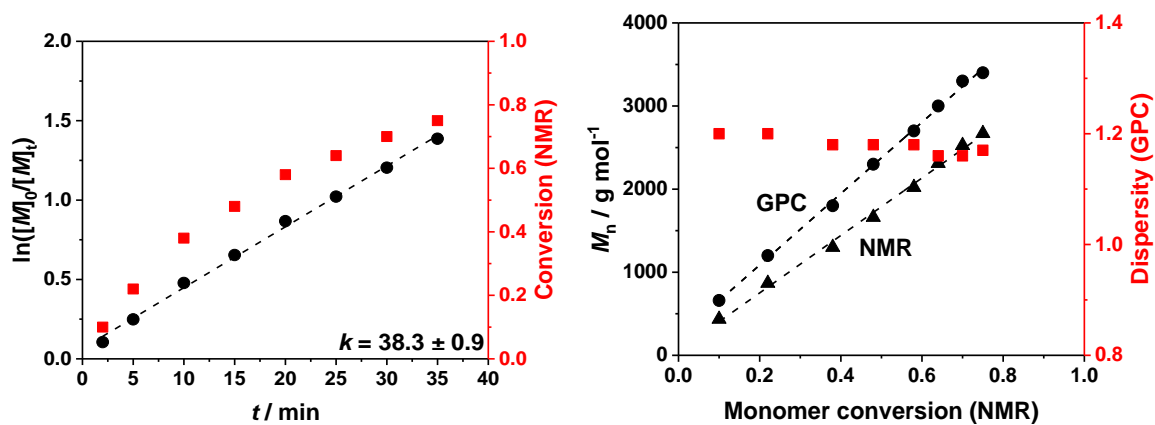 2.0
1.5
1.0
0.5
0.0
ln([M]0/[M]t)
0 5 10 15 20 25 30 35 40
t / min
1.0
0.8
0.6
0.4
0.2
0.0
Conversion (NMR)
k = 38.3 ± 0.9
4000
3000
2000
1000
0
Mn / g mol-1
0.0 0.2 0.4 0.6 0.8 1.0
Monomer conversion (NMR)
1.4
1.2
1.0
0.8
Dispersity (GPC)
GPC
NMR